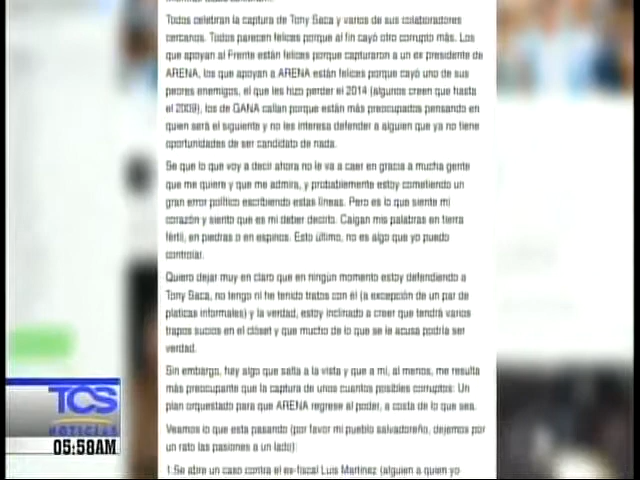 Todos celebran la captura de Tony Saca y varios de sus colaboradores
cercanos. Todos parecen felices porque al fin cayó otro corrupto más. Los
que apoyan al Frente están felices porque capturaron a un ex presidente de
ARENA, los que apoyan a ARENA están felices porque cayó uno de sus
peores enemigos, el que les hizo perder el 2014 (algunos creen que hasta
el 2009), los de GANA callan porque están más preocupados pensando en
quien será el siguiente y no les interesa defender a alguien que ya no tiene
oportunidades de ser candidato de nada.
Se que lo que voy a decir ahora no le va a caer en gracia a mucha gente
que me quiere y que me admira, y probablemente estoy cometiendo un
gran error político escribiendo estas líneas. Pero es lo que siente mi
corazón y siento que es mi deber decirlo. Caigan mis palabras en tierra
fértil, en piedras o en espinos. Esto último, no es algo que yo puedo
controlar.
Quiero dejar muy en claro que en ningún momento estoy defendiendo a
Tony Saca, no tengo ni he tenido tratos con él (a excepción de un par de
platicas informales) y la verdad, estoy inclinado a creer que tendrá varios
trapos sucios en el clóset y que mucho de lo que se le acusa podría ser
verdad.
Sin embargo, hay algo que salta a la vista y que a mí, al menos, me resulta
más preocupante que la captura de unos cuantos posibles corruptos: Un
plan orquestado para que ARENA regrese al poder, a costa de lo que sea.
Veamos lo que esta pasando (por favor mi pueblo salvadoreño, dejemos por
un rato las pasiones a un lado):
1.Se abre un caso contra el ex-fiscal Luis Martínez (alguien a quien yo
TCS
NOTICIAS
05:58AM